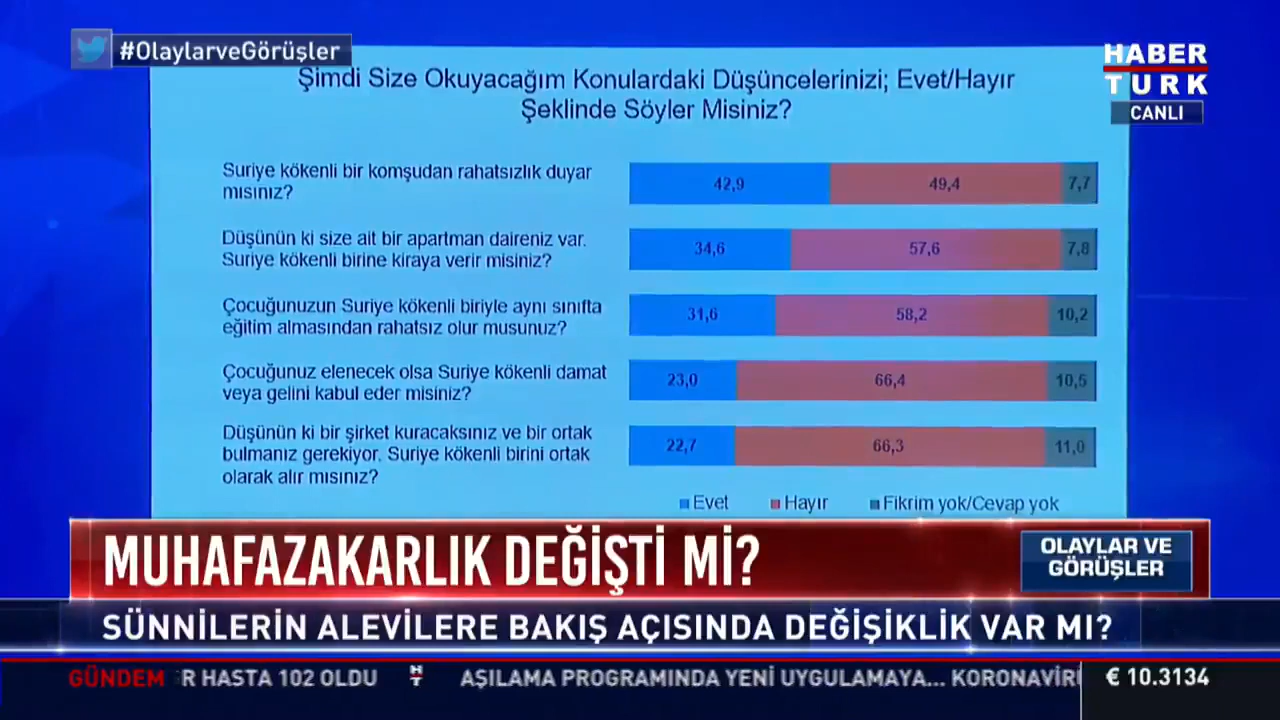 #OlaylarveGörüşler
HABER
TURK
CANLI
Şimdi Size Okuyacağım Konulardaki Düşüncelerinizi; Evet/Hayır
Şeklinde Söyler Misiniz?
Suriye kökenli bir komşudan rahatsızlık duyar
mısınız?
42,9 49,4 7,7
Düşünün ki size ait bir apartman daireniz var.
Suriye kökenli birine kiraya verir misiniz?
34,6 57,6 7,8
Çocuğunuzun Suriye kökenli biriyle aynı sınıfta
eğitim almasından rahatsız olur musunuz?
31,6 58,2 10,2
Çocuğunuz elenecek olsa Suriye kökenli damat
veya gelini kabul eder misiniz?
23,0 66,4 10,5
Düşünün ki bir şirket kuracaksınız ve bir ortak
bulmanız gerekiyor. Suriye kökenli birini ortak
olarak alır mısınız?
22,7 66,3 11,0
Evet Hayır Fikrim yok/Cevap yok
MUHAFAZAKARLIK DEĞİŞTİ Mİ?
OLAYLAR VE
GÖRÜŞLER
SÜNNİLERİN ALEVİLERE BAKIŞ AÇISINDA DEĞİŞİKLİK VAR MI?
GÜNDEM R HASTA 102 OLDU HT AŞILAMA PROGRAMINDA YENİ UYGULAMAYA... KORONAVİRÜ € 10.3134